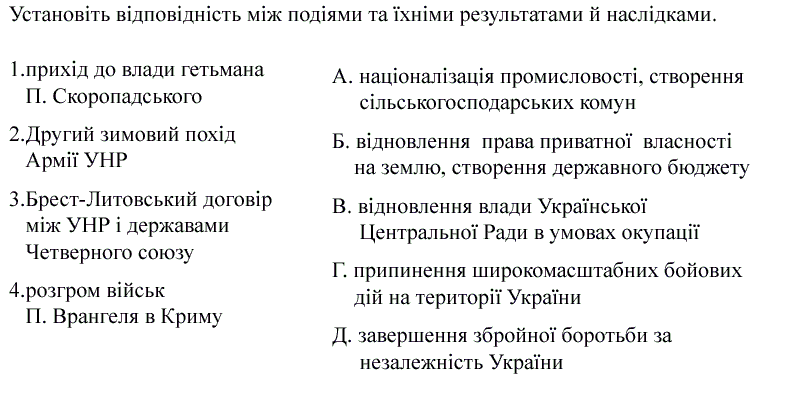 Установіть відповідність між подіями та їхніми результатами й наслідками.
1.прихід до влади гетьмана
П. Скоропадського
2.Другий зимовий похід
Армії УНР
3.Брест-Литовський договір
між УНР і державами
Четверного союзу
4.розгром військ
П. Врангеля в Криму
А. націоналізація промисловості, створення
сільськогосподарських комун
Б. відновлення права приватної власності
на землю, створення державного бюджету
В. відновлення влади Української
Центральної Ради в умовах окупації
Г. припинення широкомасштабних бойових
дій на території України
Д. завершення збройної боротьби за
незалежність України